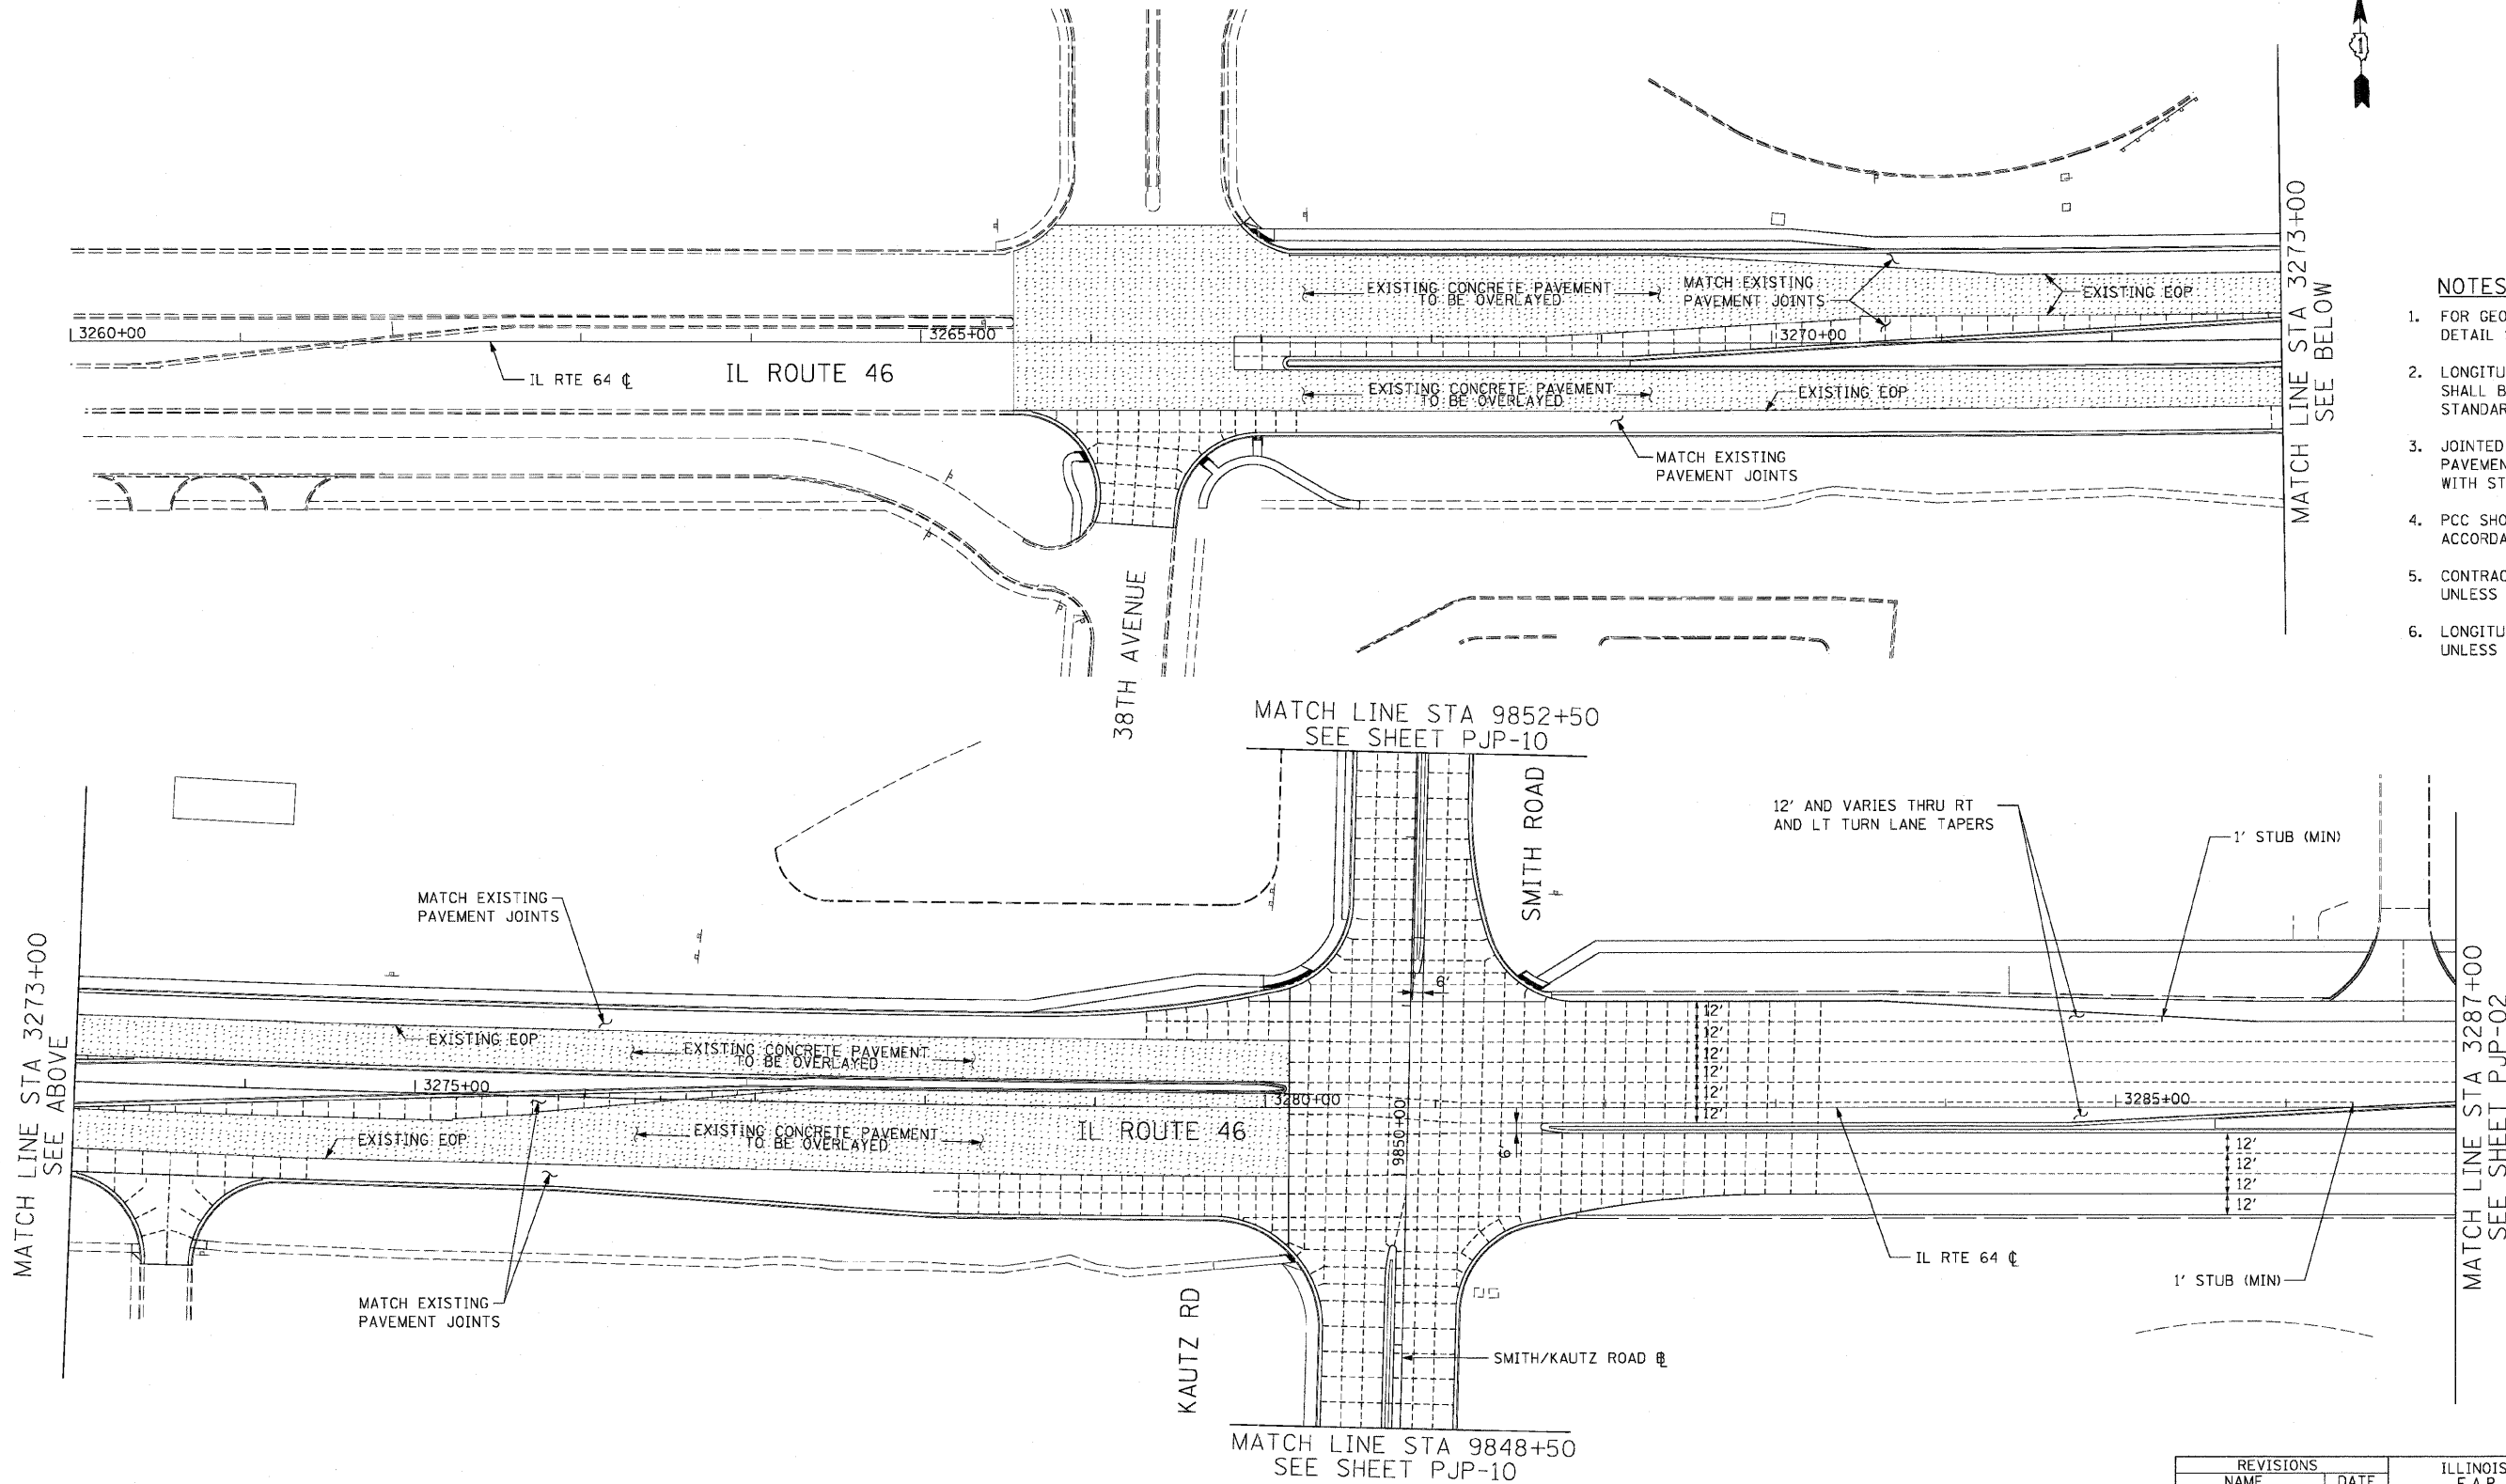 1
3260+00
3265+00
3270+00
IL RTE 64 ℄
IL ROUTE 46
EXISTING CONCRETE PAVEMENT
TO BE OVERLAYED
MATCH EXISTING
PAVEMENT JOINTS
EXISTING EOP
EXISTING CONCRETE PAVEMENT
TO BE OVERLAYED
EXISTING EOP
MATCH EXISTING
PAVEMENT JOINTS
38TH AVENUE
MATCH LINE STA 3273+00
SEE BELOW
NOTES
1. FOR GEO
DETAIL
2. LONGITU
SHALL B
STANDAR
3. JOINTED
PAVEMEN
WITH ST
4. PCC SHO
ACCORDA
5. CONTRAC
UNLESS
6. LONGITU
UNLESS
MATCH LINE STA 9852+50
SEE SHEET PJP-10
SMITH ROAD
12' AND VARIES THRU RT
AND LT TURN LANE TAPERS
1' STUB (MIN)
MATCH LINE STA 3273+00
SEE ABOVE
MATCH EXISTING
PAVEMENT JOINTS
EXISTING EOP
EXISTING CONCRETE PAVEMENT
TO BE OVERLAYED
3275+00
3280+00
3285+00
EXISTING EOP
EXISTING CONCRETE PAVEMENT
TO BE OVERLAYED
IL ROUTE 46
9850+00
6'
6'
12'
12'
12'
12'
12'
12'
12'
12'
12'
12'
IL RTE 64 ℄
1' STUB (MIN)
MATCH EXISTING
PAVEMENT JOINTS
KAUTZ RD
SMITH/KAUTZ ROAD BL
MATCH LINE STA 9848+50
SEE SHEET PJP-10
MATCH LINE STA 3287+00
SEE SHEET PJP-02
REVISIONS
NAME
DATE
ILLINOIS
F.A.P.